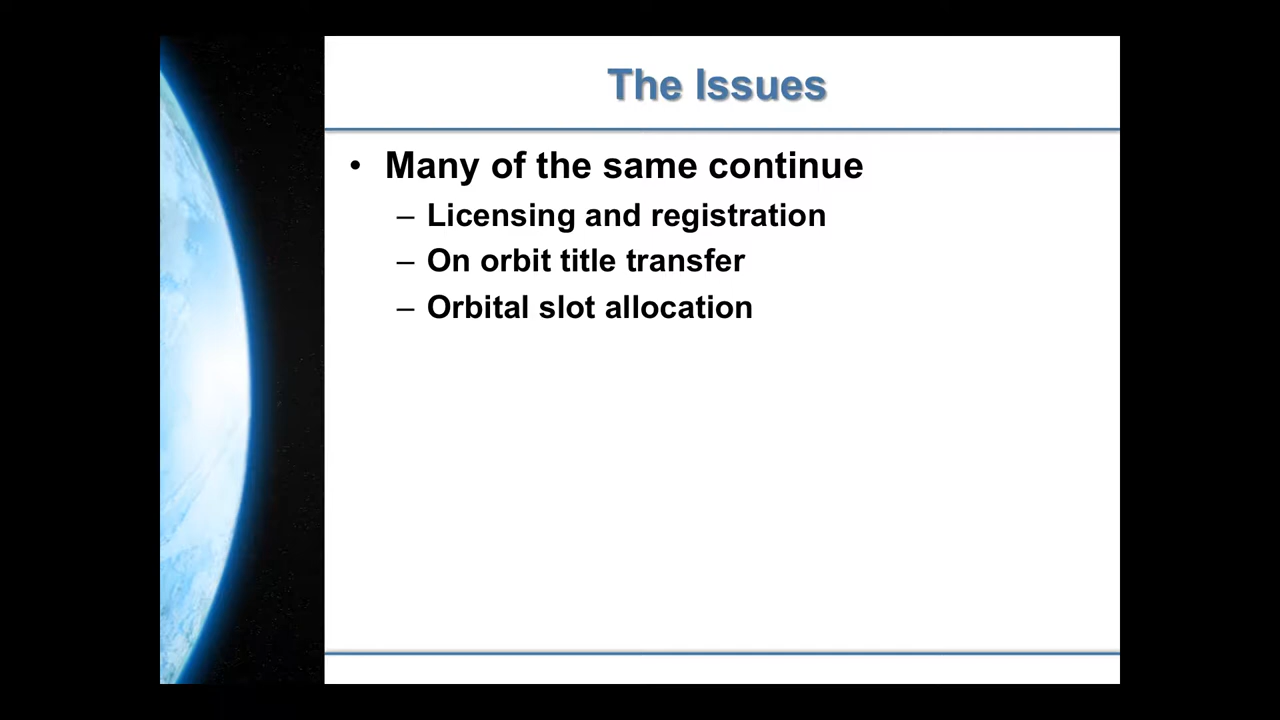 The Issues
• Many of the same continue
– Licensing and registration
– On orbit title transfer
– Orbital slot allocation